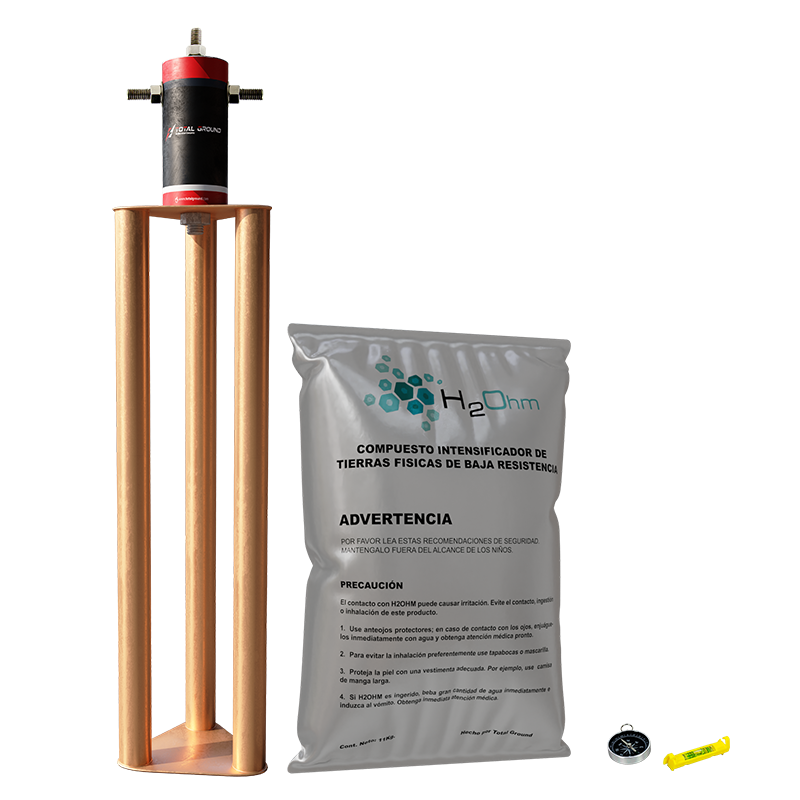 TOTAL GROUND
H2Ohm
COMPUESTO INTENSIFICADOR DE
TIERRAS FISICAS DE BAJA RESISTENCIA
ADVERTENCIA
POR FAVOR LEA ESTAS RECOMENDACIONES DE SEGURIDAD.
MANTENGALO FUERA DEL ALCANCE DE LOS NIÑOS.
PRECAUCIÓN
El contacto con H2OHM puede causar irritación. Evite el contacto, ingestión
o inhalación de este producto.
1. Use anteojos protectores; en caso de contacto con los ojos, enjuágue-
los inmediatamente con agua y obtenga atención médica pronto.
2. Para evitar la inhalación preferentemente use tapabocas o mascarilla.
3. Proteja la piel con una vestimenta adecuada. Por ejemplo, use camisa
de manga larga.
4. Si H2OHM es ingerido, beba gran cantidad de agua inmediatamente e
induzca al vómito. Obtenga inmediata atención médica.
Cont. Neto: 11Kg.
Hecho por Total Ground